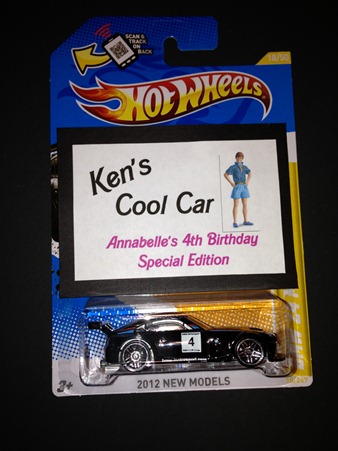 SCAN &
TRACK
ON
BACK
18/50
HOT WHEELS
Ken's
Cool Car
Annabelle's 4th Birthday
Special Edition
4
3+
2012 NEW MODELS